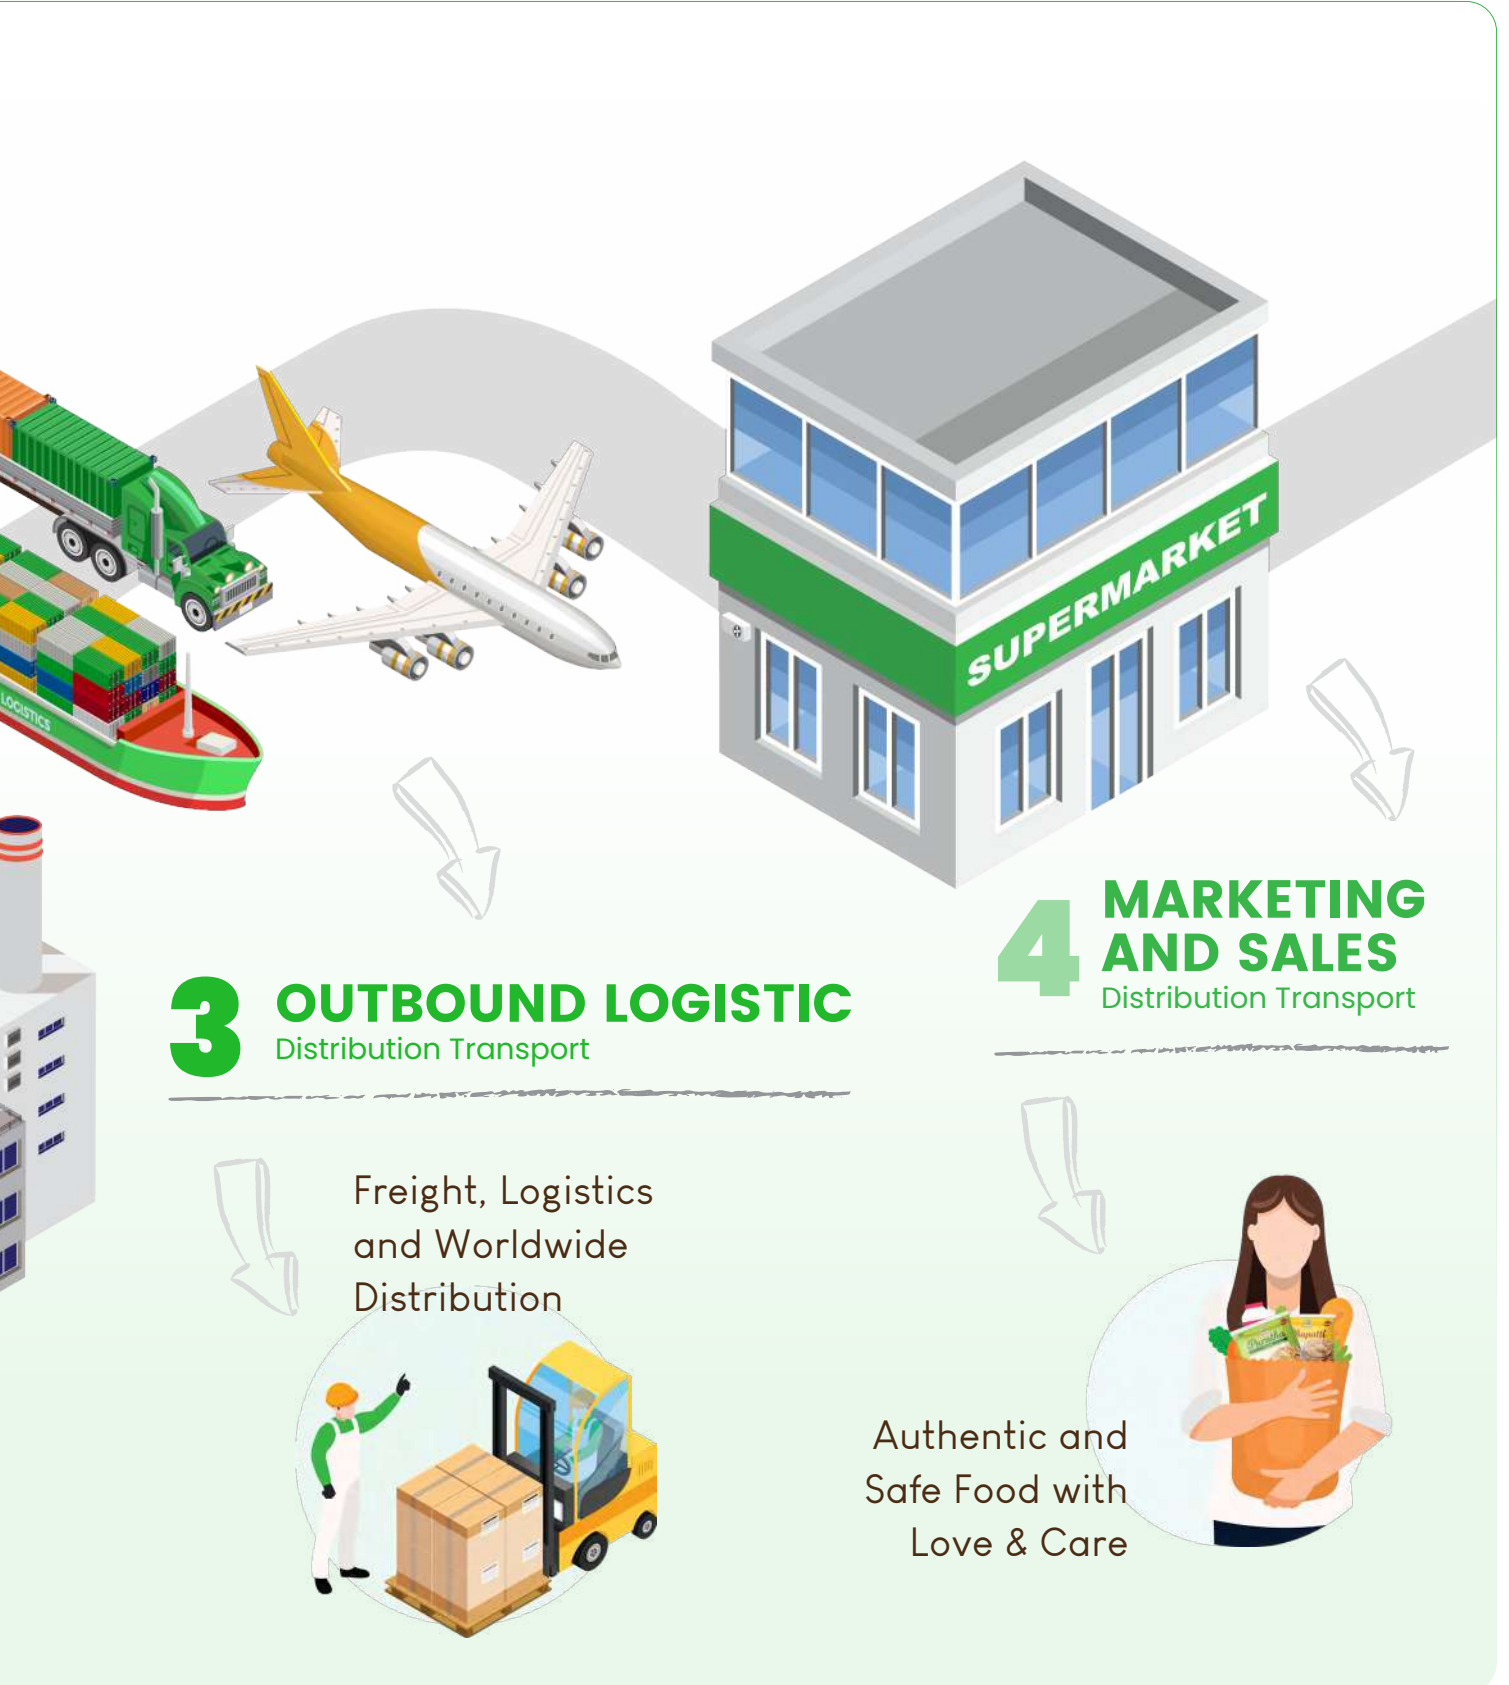 SUPERMARKET
LOGISTICS
3
OUTBOUND LOGISTIC
Distribution Transport
4
MARKETING
AND SALES
Distribution Transport
Freight, Logistics
and Worldwide
Distribution
Paratha
Authentic and
Safe Food with
Love & Care